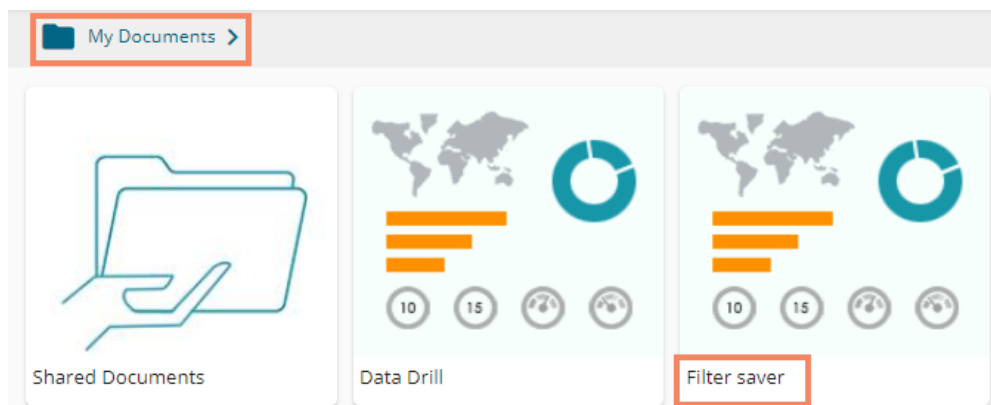 My Documents
10 15
10 15
Shared Documents
Data Drill
Filter saver